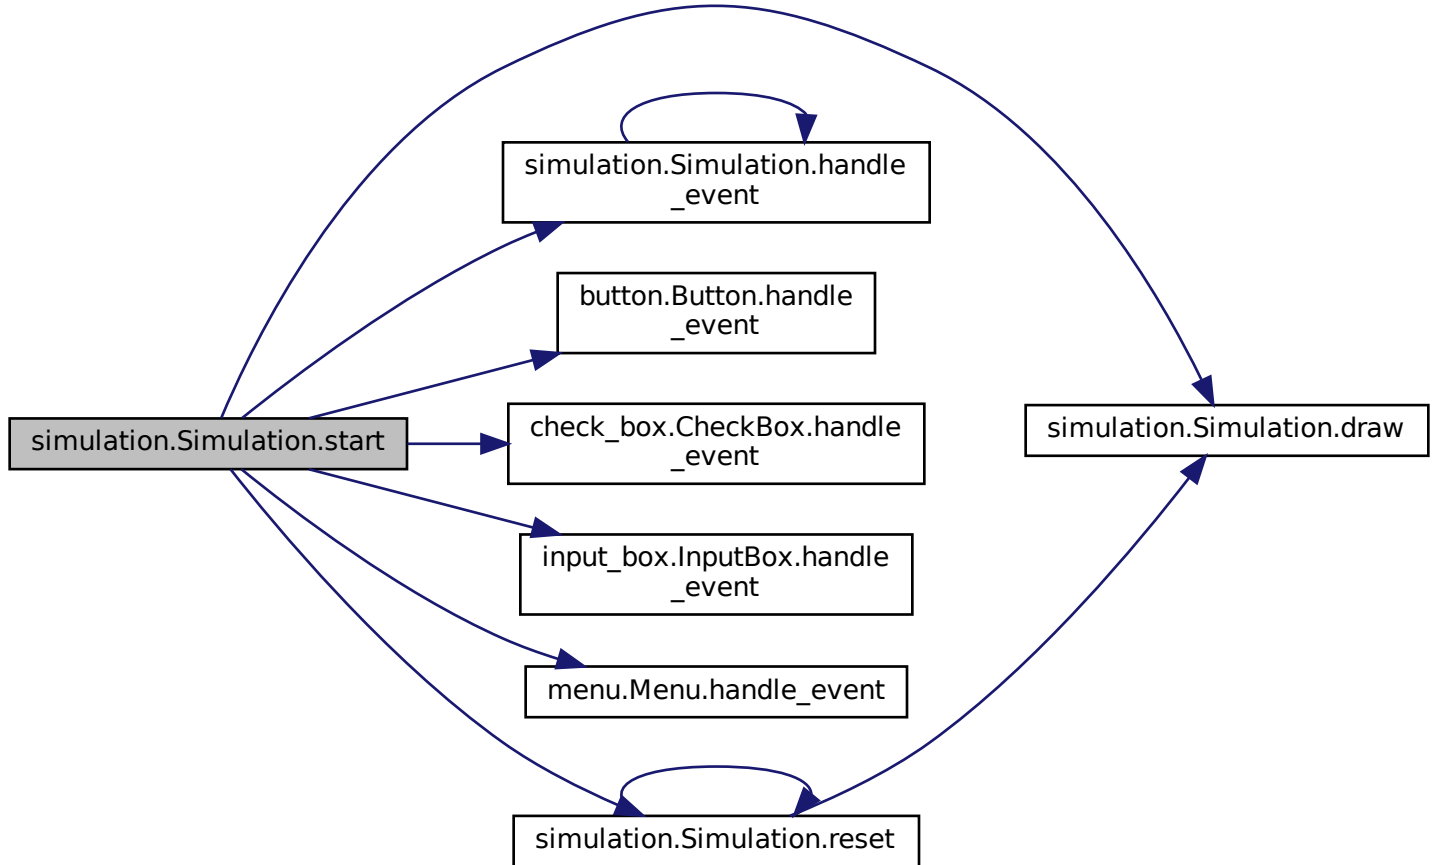 simulation.Simulation.handle
_event
button.Button.handle
_event
simulation.Simulation.start
check_box.CheckBox.handle
_event
simulation.Simulation.draw
input_box.InputBox.handle
_event
menu.Menu.handle_event
simulation.Simulation.reset